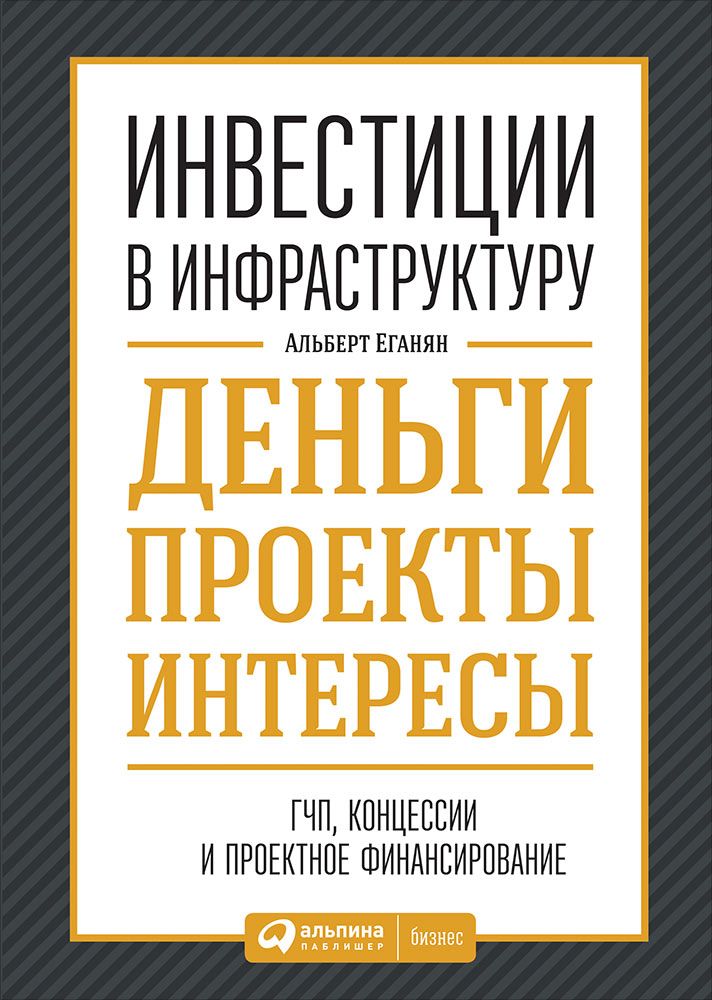 ИНВЕСТИЦИИ
В ИНФРАСТРУКТУРУ
АЛЬБЕРТ ЕГАНЯН
ДЕНЬГИ
ПРОЕКТЫ
ИНТЕРЕСЫ
ГЧП, КОНЦЕССИИ
И ПРОЕКТНОЕ ФИНАНСИРОВАНИЕ
альпина
ПАБЛИШЕР
бизнес